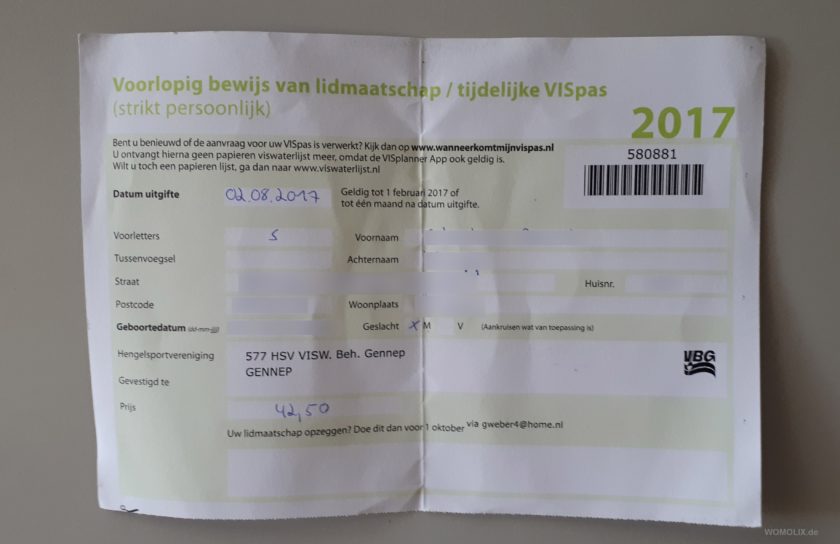 Voorlopig bewijs van lidmaatschap / tijdelijke VISpas
(strikt persoonlijk)
2017
Bent u benieuwd of de aanvraag voor uw VISpas is verwerkt? Kijk dan op www.wanneerkomtmijnvispas.nl
U ontvangt hierna geen papieren viswaterlijst meer, omdat de VISplanner App ook geldig is.
Wilt u toch een papieren lijst, ga dan naar www.viswaterlijst.nl
580881
Datum uitgifte 02.08.2017 Geldig tot 1 februari 2017 of
tot één maand na datum uitgifte.
Voorletters S Voornaam
Tussenvoegsel Achternaam
Straat Huisnr.
Postcode Woonplaats
Geboortedatum (dd-mm-jjjj) Geslacht X M V (Aankruisen wat van toepassing is)
Hengelsportvereniging 577 HSV VISW. Beh. Gennep
GENNEP
VBG
Gevestigd te
Prijs 42,50
Uw lidmaatschap opzeggen? Doe dit dan voor 1 oktober via gweber4@home.nl
WOMOLIX.de